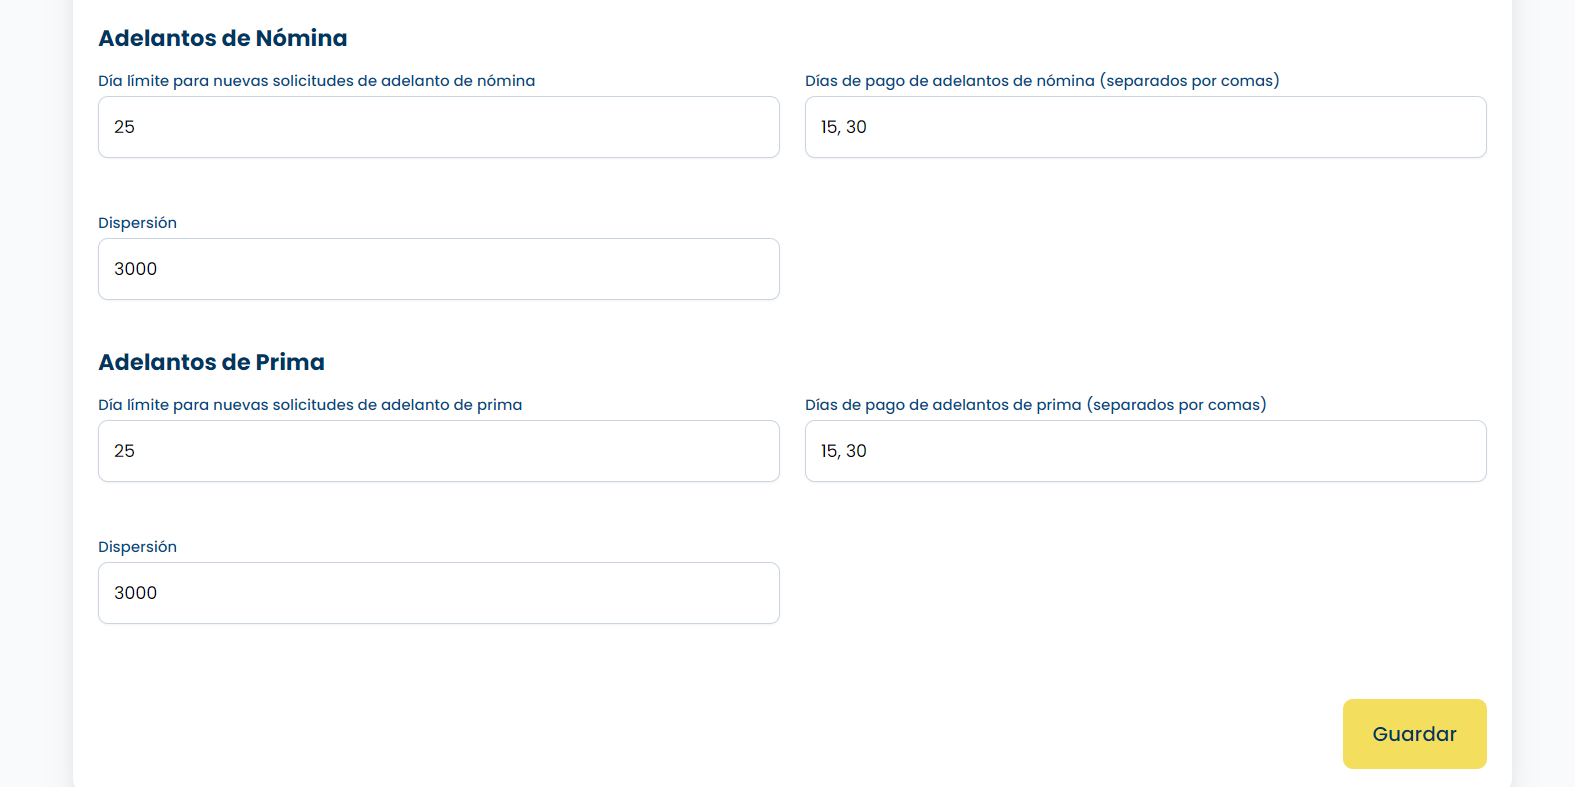 Adelantos de Nómina
Día límite para nuevas solicitudes de adelanto de nómina
Días de pago de adelantos de nómina (separados por comas)
25
15, 30
Dispersión
3000
Adelantos de Prima
Día límite para nuevas solicitudes de adelanto de prima
Días de pago de adelantos de prima (separados por comas)
25
15, 30
Dispersión
3000
Guardar